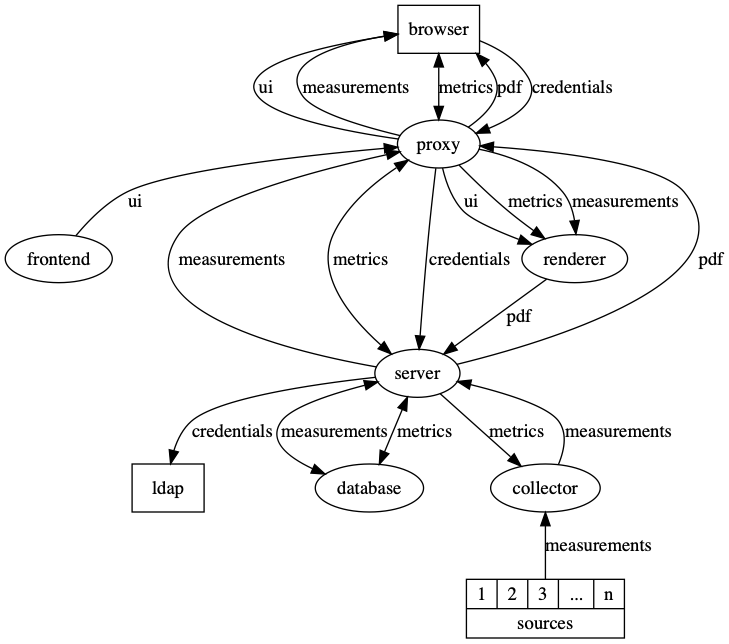 browser
ui
measurements
metrics
pdf
credentials
proxy
ui
ui
metrics
measurements
frontend
measurements
metrics
credentials
renderer
pdf
pdf
server
credentials
measurements
metrics
metrics
measurements
ldap
database
collector
measurements
1 2 3 ... n
sources